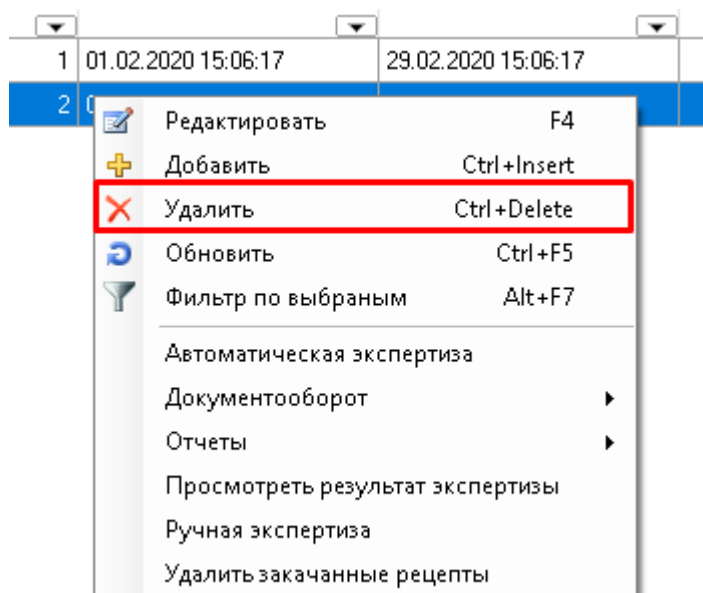 1 01.02.2020 15:06:17 29.02.2020 15:06:17
2
Редактировать F4
Добавить Ctrl+Insert
Удалить Ctrl+Delete
Обновить Ctrl+F5
Фильтр по выбраным Alt+F7
Автоматическая экспертиза
Документооборот
Отчеты
Просмотреть результат экспертизы
Ручная экспертиза
Удалить закачанные рецепты